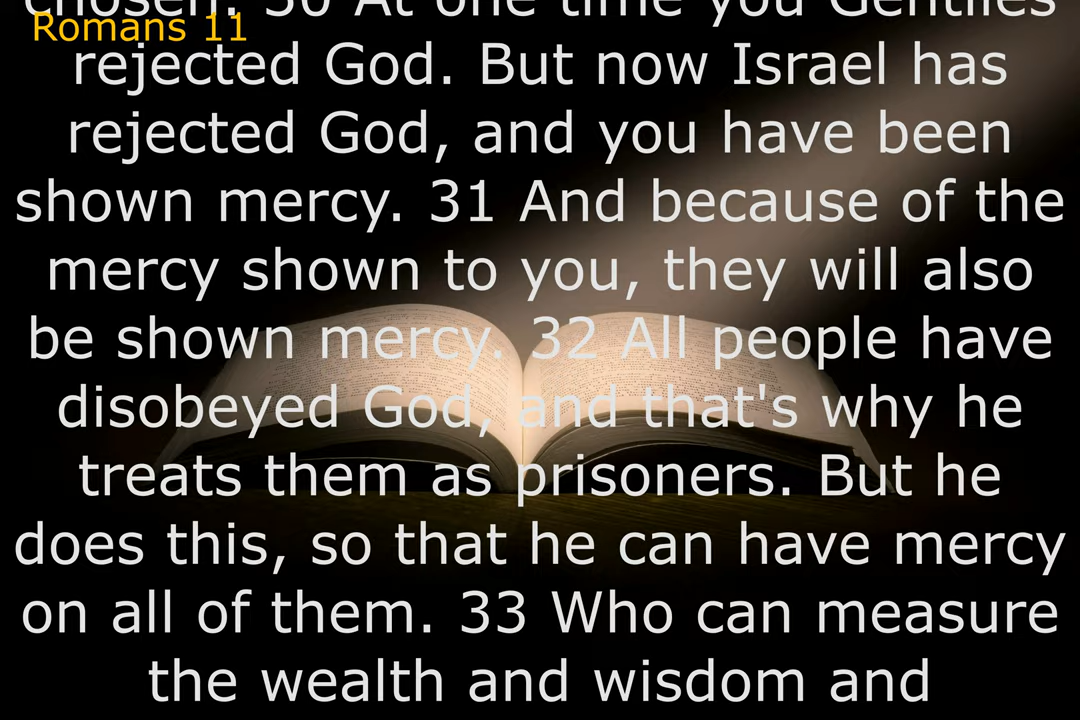 chosen. 30 At one time you Gentiles
Romans 11
rejected God. But now Israel has
rejected God, and you have been
shown mercy. 31 And because of the
mercy shown to you, they will also
be shown mercy. 32 All people have
disobeyed God, and that's why he
treats them as prisoners. But he
does this, so that he can have mercy
on all of them. 33 Who can measure
the wealth and wisdom and